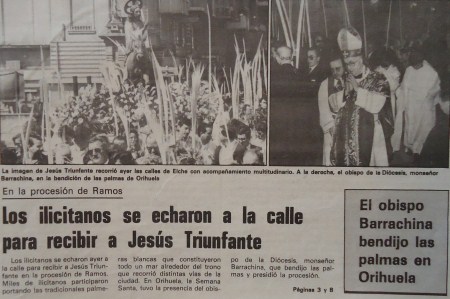 La imagen de Jesús Triunfante recorrió ayer las calles de Elche con acompañamiento multitudinario. A la derecha, el obispo de la Diócesis, monseñor
Barrachina, en la bendición de las palmas de Orihuela
En la procesión de Ramos
Los ilicitanos se echaron a la calle
para recibir a Jesús Triunfante
Los ilicitanos se echaron ayer a
la calle para recibir a Jesús Triun-
fante en la procesión de Ramos.
Miles de ilicitanos participaron
portando las tradicionales palme-
ras blancas que constituyeron
todo un mar alrededor del trono
que recorrió distintas vías de la
ciudad. En Orihuela, la Semana
Santa, tuvo la presencia del obis-
po de la Diócesis, monseñor
Barrachina, que bendijo las pal-
mas y presidió la procesión.
Páginas 3 y 8
El obispo
Barrachina
bendijo las
palmas en
Orihuela